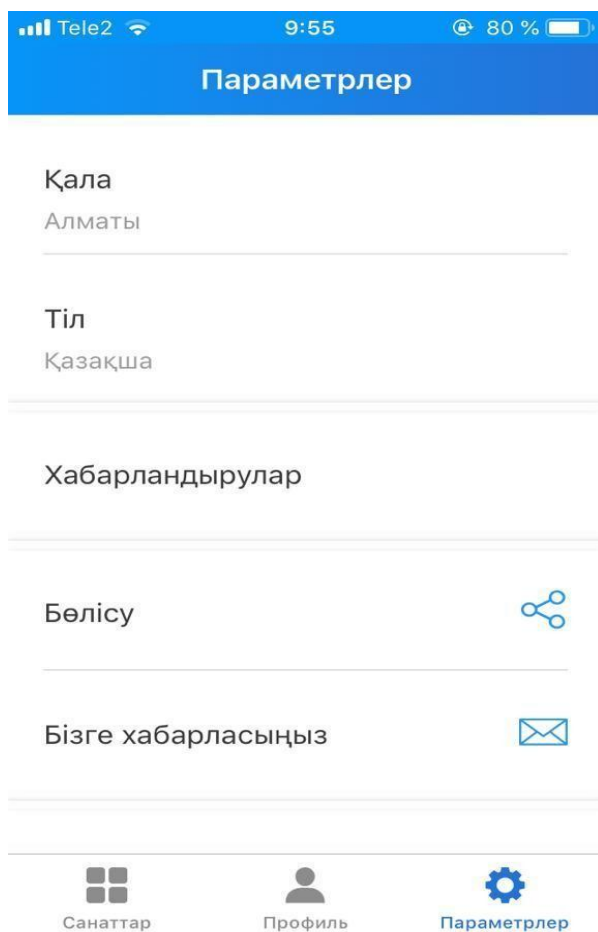 Tele2 9:55 80 %
Параметрлер
Қала
Алматы
Тіл
Қазақша
Хабарландырулар
Бөлісу
Бізге хабарласыңыз
Санаттар Профиль Параметрлер